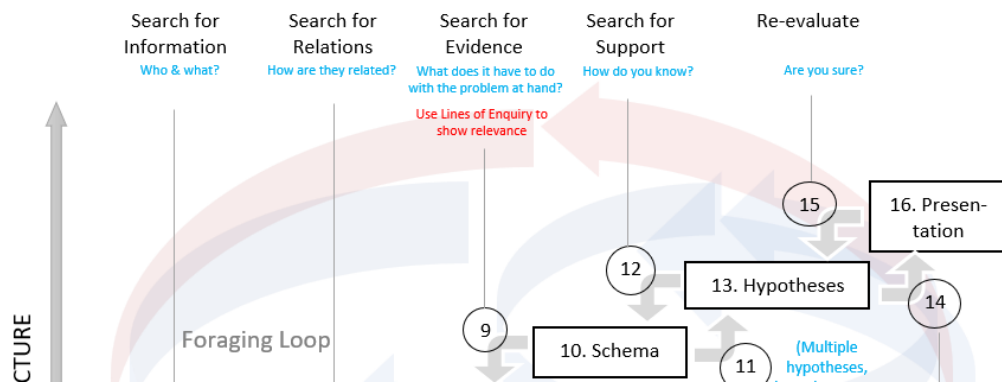 Search for
Information
Who & what?
Search for
Relations
How are they related?
Search for
Evidence
What does it have to do
with the problem at hand?
Use Lines of Enquiry to
show relevance
Search for
Support
How do you know?
Re-evaluate
Are you sure?
15
16. Presen-
tation
12
13. Hypotheses
14
9
Foraging Loop
10. Schema
11
(Multiple
hypotheses,
CTURE